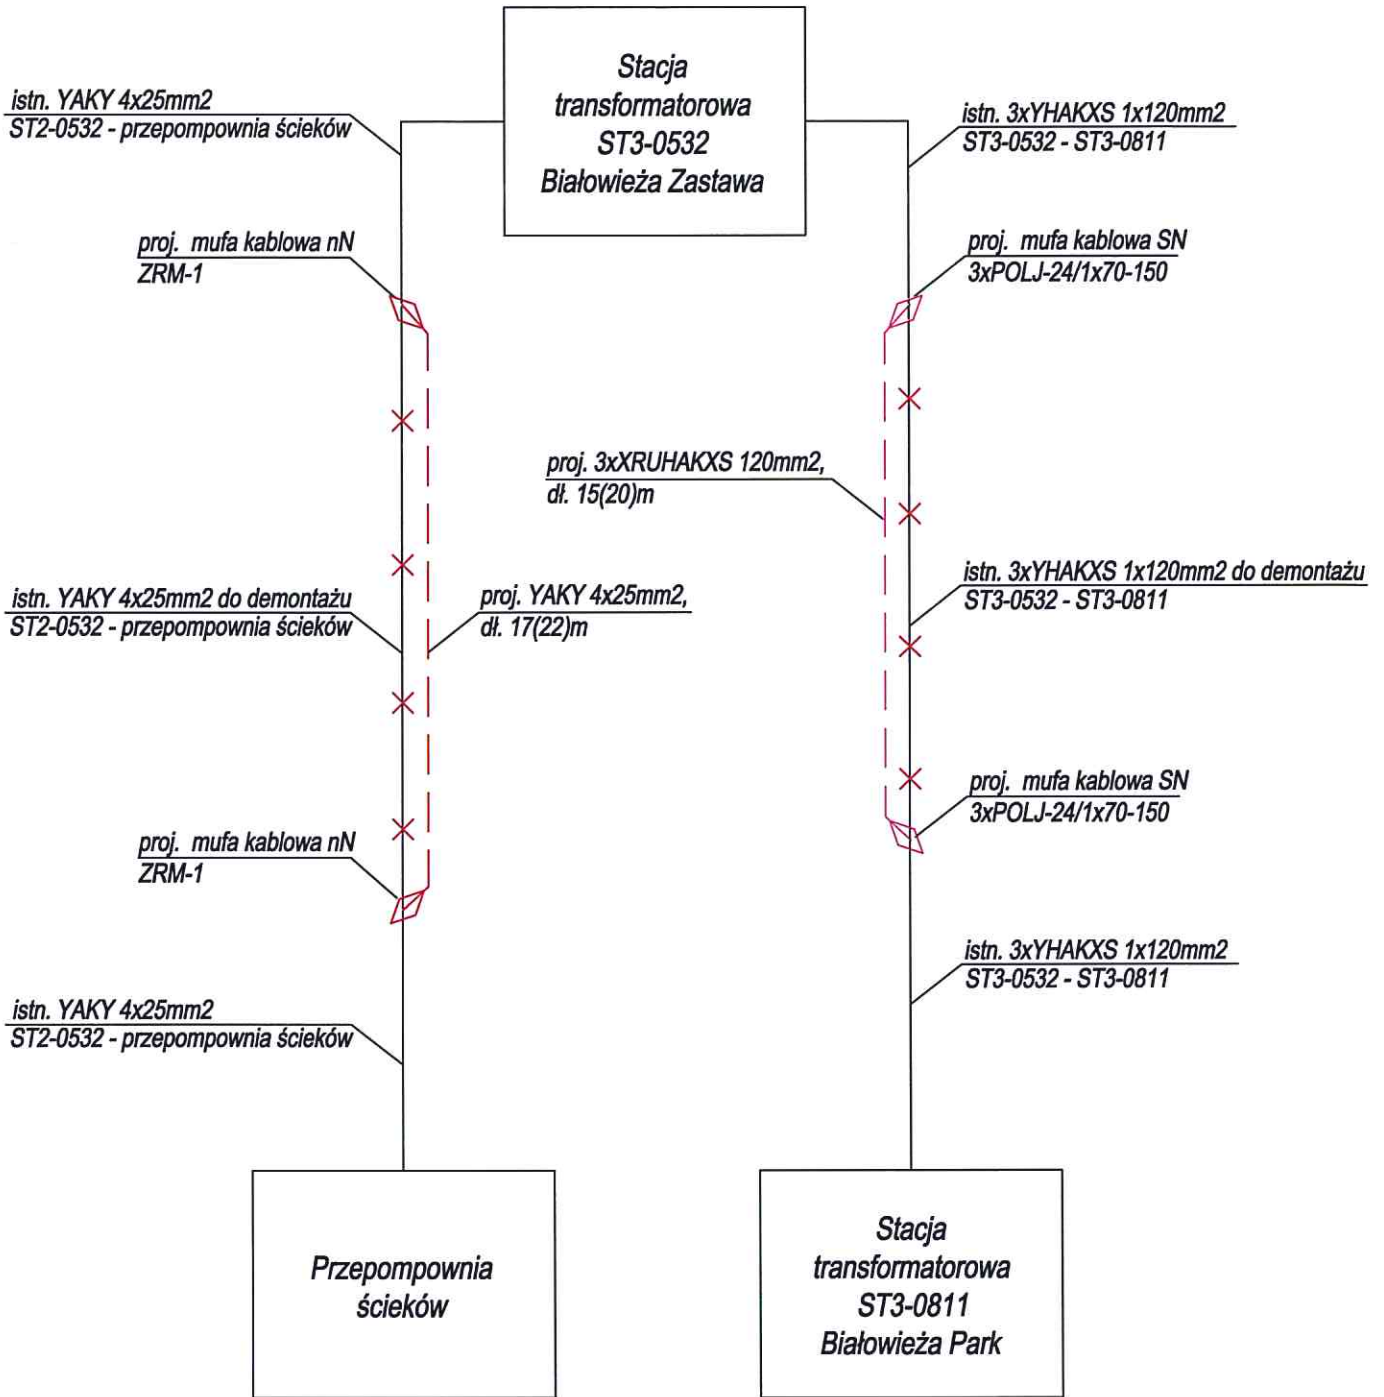 Stacja
transformatorowa
ST3-0532
Białowieża Zastawa
istn. YAKY 4x25mm2
ST2-0532 - przepompownia ścieków
istn. 3xYHAKXS 1x120mm2
ST3-0532 - ST3-0811
proj. mufa kablowa nN
ZRM-1
proj. mufa kablowa SN
3xPOLJ-24/1x70-150
proj. 3xXRUHAKXS 120mm2,
dł. 15(20)m
istn. YAKY 4x25mm2 do demontażu
ST2-0532 - przepompownia ścieków
proj. YAKY 4x25mm2,
dł. 17(22)m
istn. 3xYHAKXS 1x120mm2 do demontażu
ST3-0532 - ST3-0811
proj. mufa kablowa SN
3xPOLJ-24/1x70-150
proj. mufa kablowa nN
ZRM-1
istn. 3xYHAKXS 1x120mm2
ST3-0532 - ST3-0811
istn. YAKY 4x25mm2
ST2-0532 - przepompownia ścieków
Przepompownia
ścieków
Stacja
transformatorowa
ST3-0811
Białowieża Park